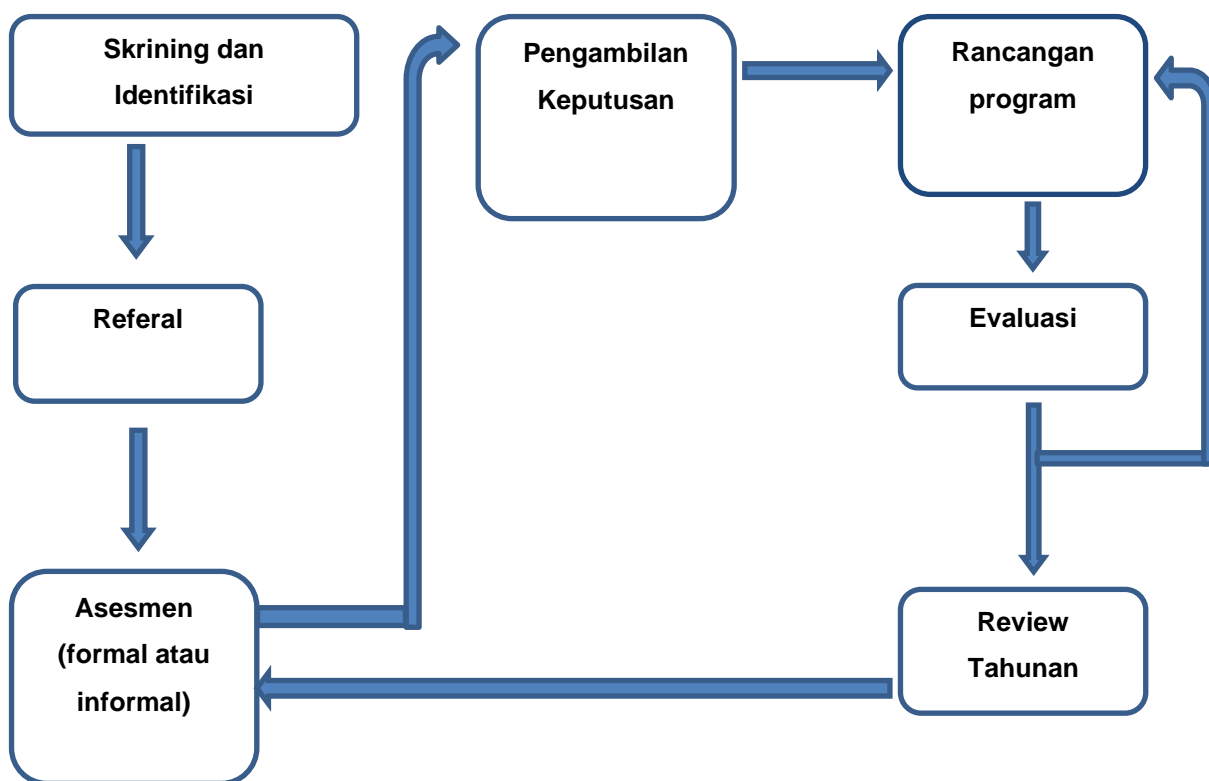 Skrining dan
Identifikasi
Referal
Asesmen
(formal atau
informal)
Pengambilan
Keputusan
Rancangan
program
Evaluasi
Review
Tahunan